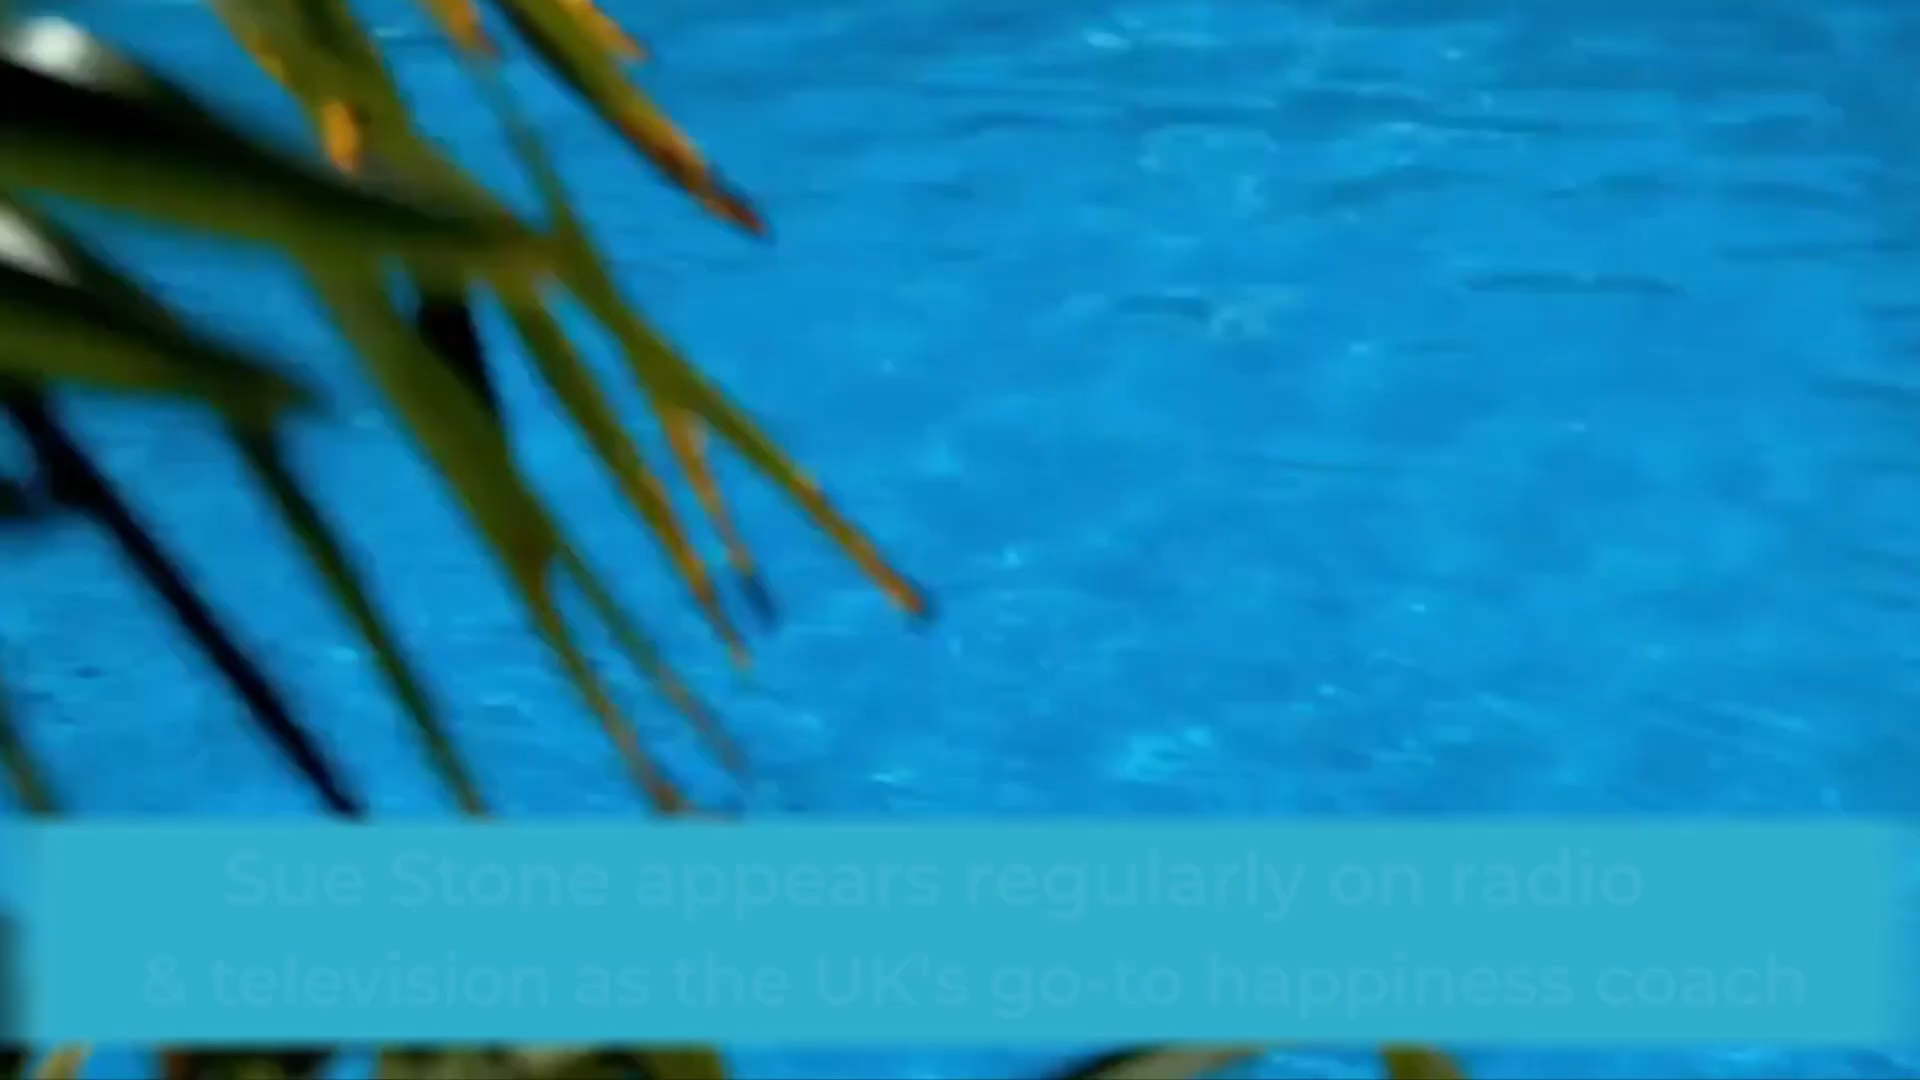 Sue Stone appears regularly on radio
& television as the UK's go-to happiness coach